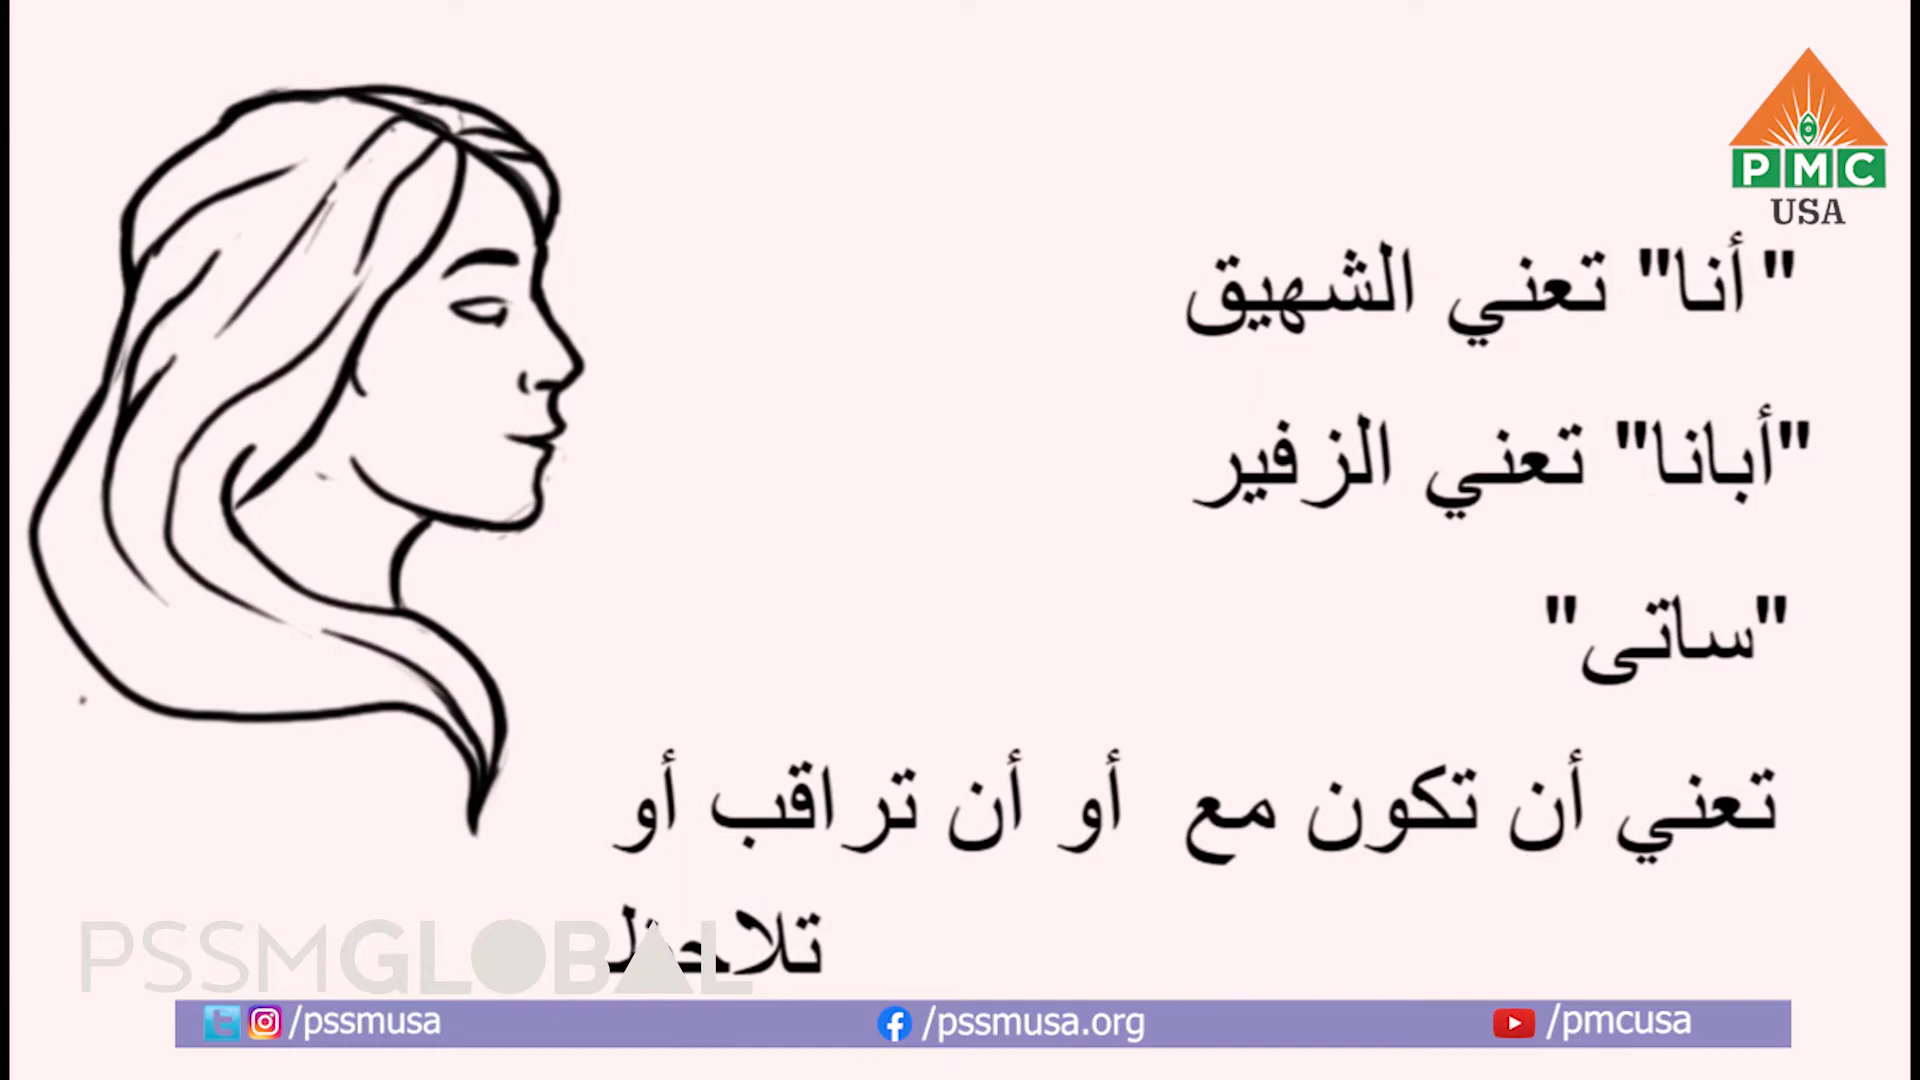 PMC
USA
"أنا" تعني الشهيق
"أبانا" تعني الزفير
"ساتى"
تعني أن تكون مع أو أن تراقب أو
PSSMGLOBAL
/pssmusa
/pssmusa.org
/pmcusa